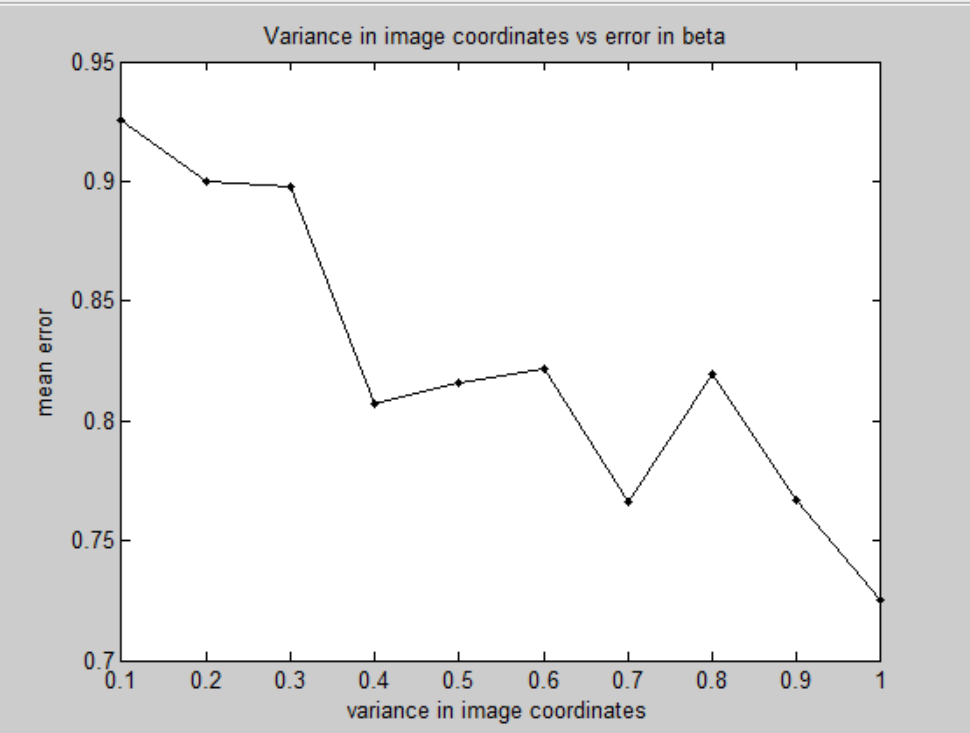 Variance in image coordinates vs error in beta
0.95
0.9
0.85
0.8
0.75
0.7
mean error
0.1 0.2 0.3 0.4 0.5 0.6 0.7 0.8 0.9 1
variance in image coordinates